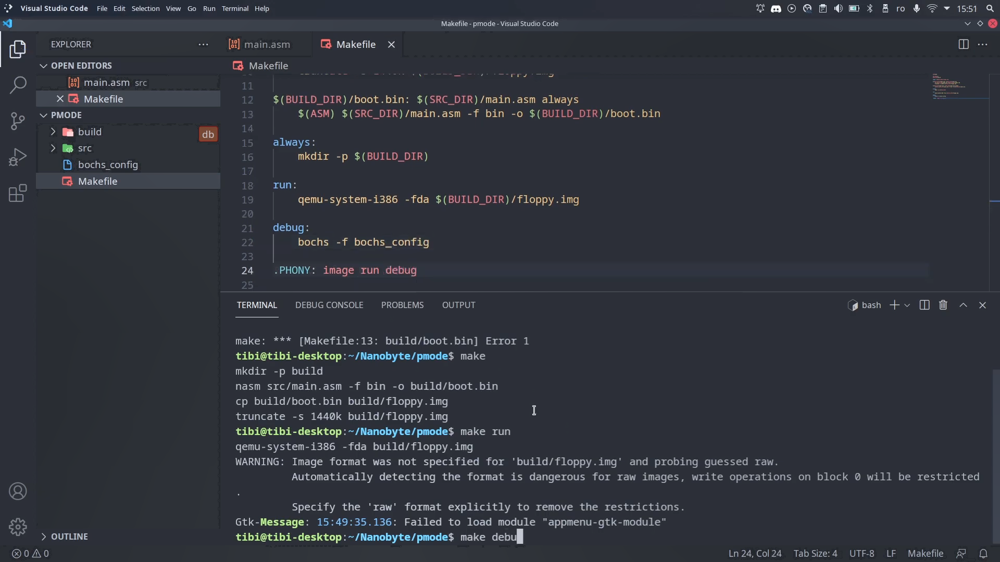 Visual Studio Code File Edit Selection View Go Run Terminal Help ro 15:51
Makefile - pmode - Visual Studio Code
EXPLORER
main.asm
Makefile
OPEN EDITORS
main.asm src
Makefile
PMODE
build
db
src
bochs_config
Makefile
OUTLINE
Makefile
11
12 $(BUILD_DIR)/boot.bin: $(SRC_DIR)/main.asm always
13 $(ASM) $(SRC_DIR)/main.asm -f bin -o $(BUILD_DIR)/boot.bin
14
15 always:
16 mkdir -p $(BUILD_DIR)
17
18 run:
19 qemu-system-i386 -fda $(BUILD_DIR)/floppy.img
20
21 debug:
22 bochs -f bochs_config
23
24 .PHONY: image run debug
25
TERMINAL DEBUG CONSOLE PROBLEMS OUTPUT bash
make: *** [Makefile:13: build/boot.bin] Error 1
tibi@tibi-desktop:~/Nanobyte/pmode$ make
mkdir -p build
nasm src/main.asm -f bin -o build/boot.bin
cp build/boot.bin build/floppy.img
truncate -s 1440k build/floppy.img
tibi@tibi-desktop:~/Nanobyte/pmode$ make run
qemu-system-i386 -fda build/floppy.img
WARNING: Image format was not specified for 'build/floppy.img' and probing guessed raw.
Automatically detecting the format is dangerous for raw images, write operations on block 0 will be restricted
.
Specify the 'raw' format explicitly to remove the restrictions.
Gtk-Message: 15:49:35.136: Failed to load module "appmenu-gtk-module"
tibi@tibi-desktop:~/Nanobyte/pmode$ make debu
0 0 Ln 24, Col 24 Tab Size: 4 UTF-8 LF Makefile